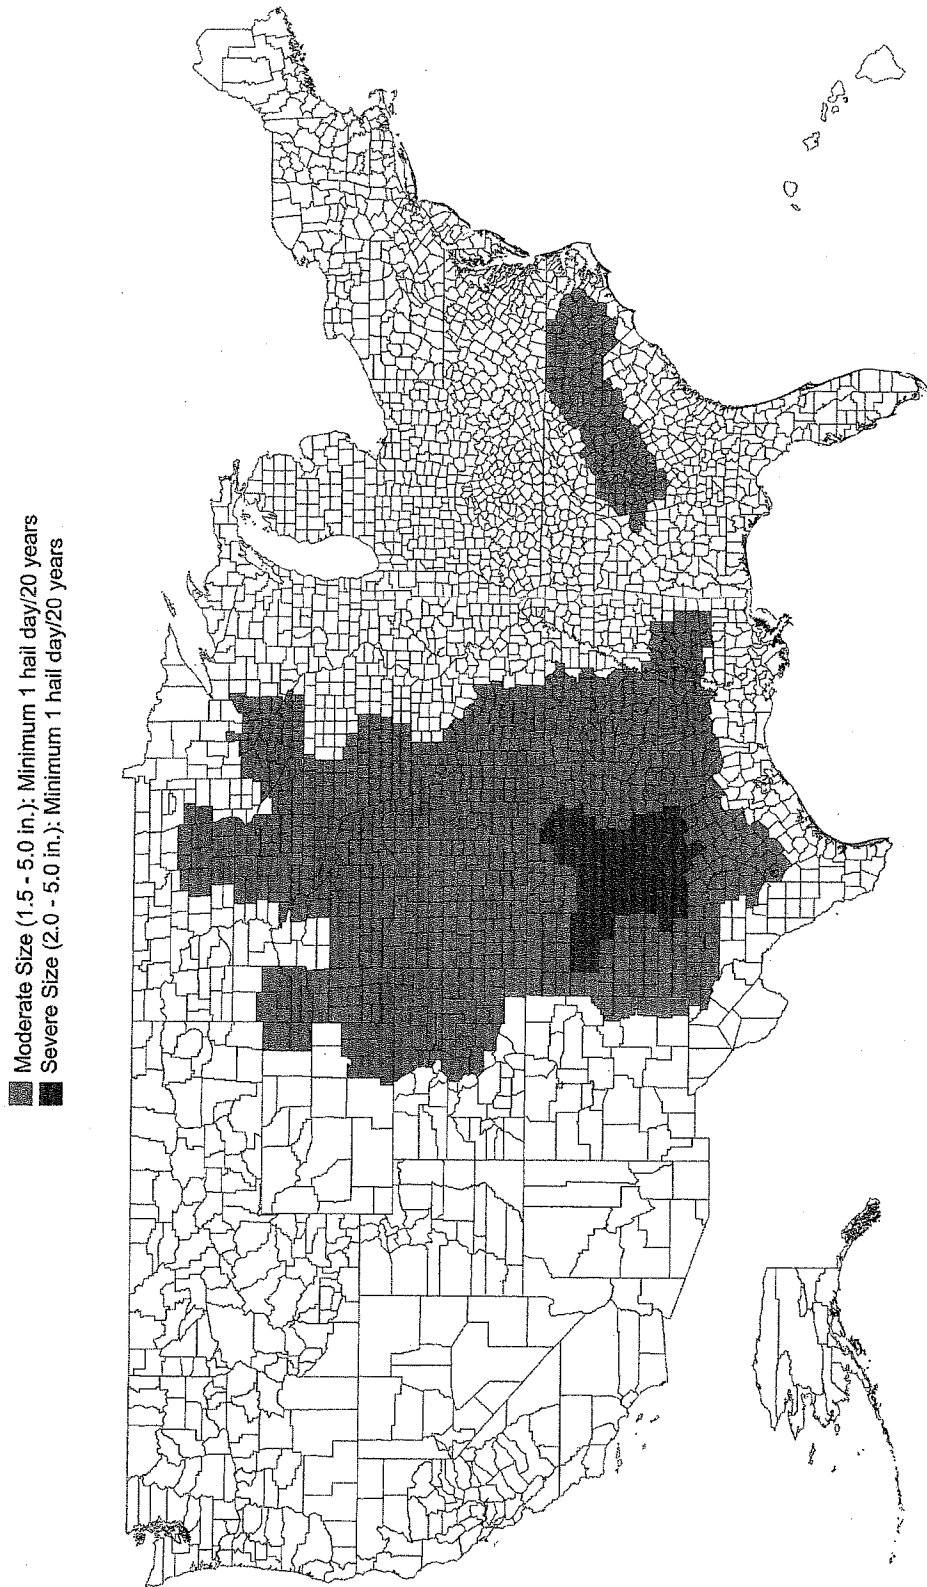 Moderate Size (1.5 - 5.0 in.): Minimum 1 hail day/20 years
Severe Size (2.0 - 5.0 in.): Minimum 1 hail day/20 years